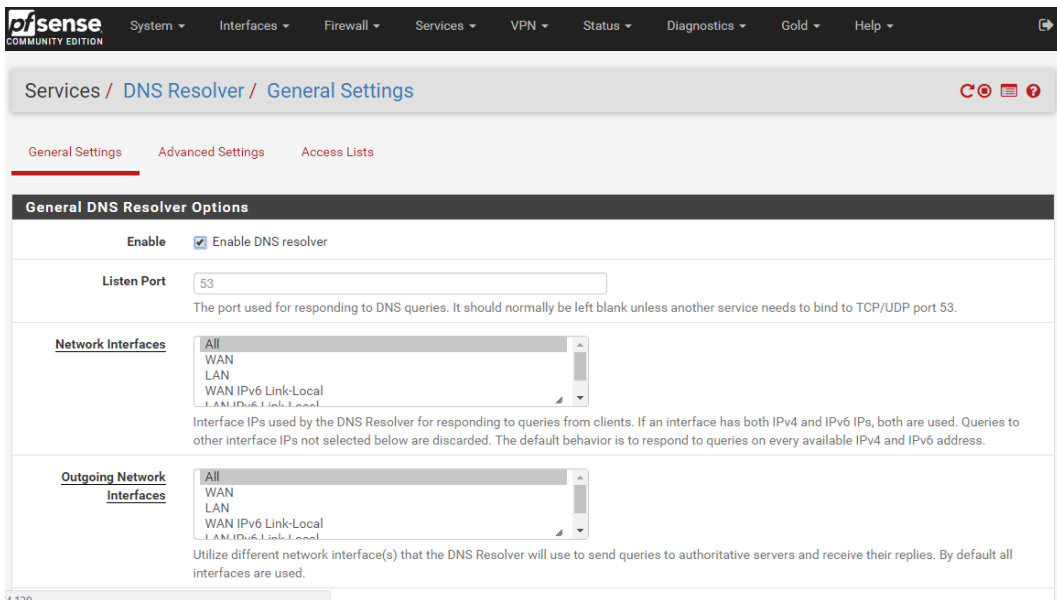 pfsense
COMMUNITY EDITION
System Interfaces Firewall Services VPN Status Diagnostics Gold Help
Services / DNS Resolver / General Settings
General Settings Advanced Settings Access Lists
General DNS Resolver Options
Enable Enable DNS resolver
Listen Port 53
The port used for responding to DNS queries. It should normally be left blank unless another service needs to bind to TCP/UDP port 53.
Network Interfaces All
WAN
LAN
WAN IPv6 Link-Local
LAN IPv6 Link-Local
Interface IPs used by the DNS Resolver for responding to queries from clients. If an interface has both IPv4 and IPv6 IPs, both are used. Queries to
other interface IPs not selected below are discarded. The default behavior is to respond to queries on every available IPv4 and IPv6 address.
Outgoing Network All
Interfaces WAN
LAN
WAN IPv6 Link-Local
LAN IPv6 Link-Local
Utilize different network interface(s) that the DNS Resolver will use to send queries to authoritative servers and receive their replies. By default all
interfaces are used.